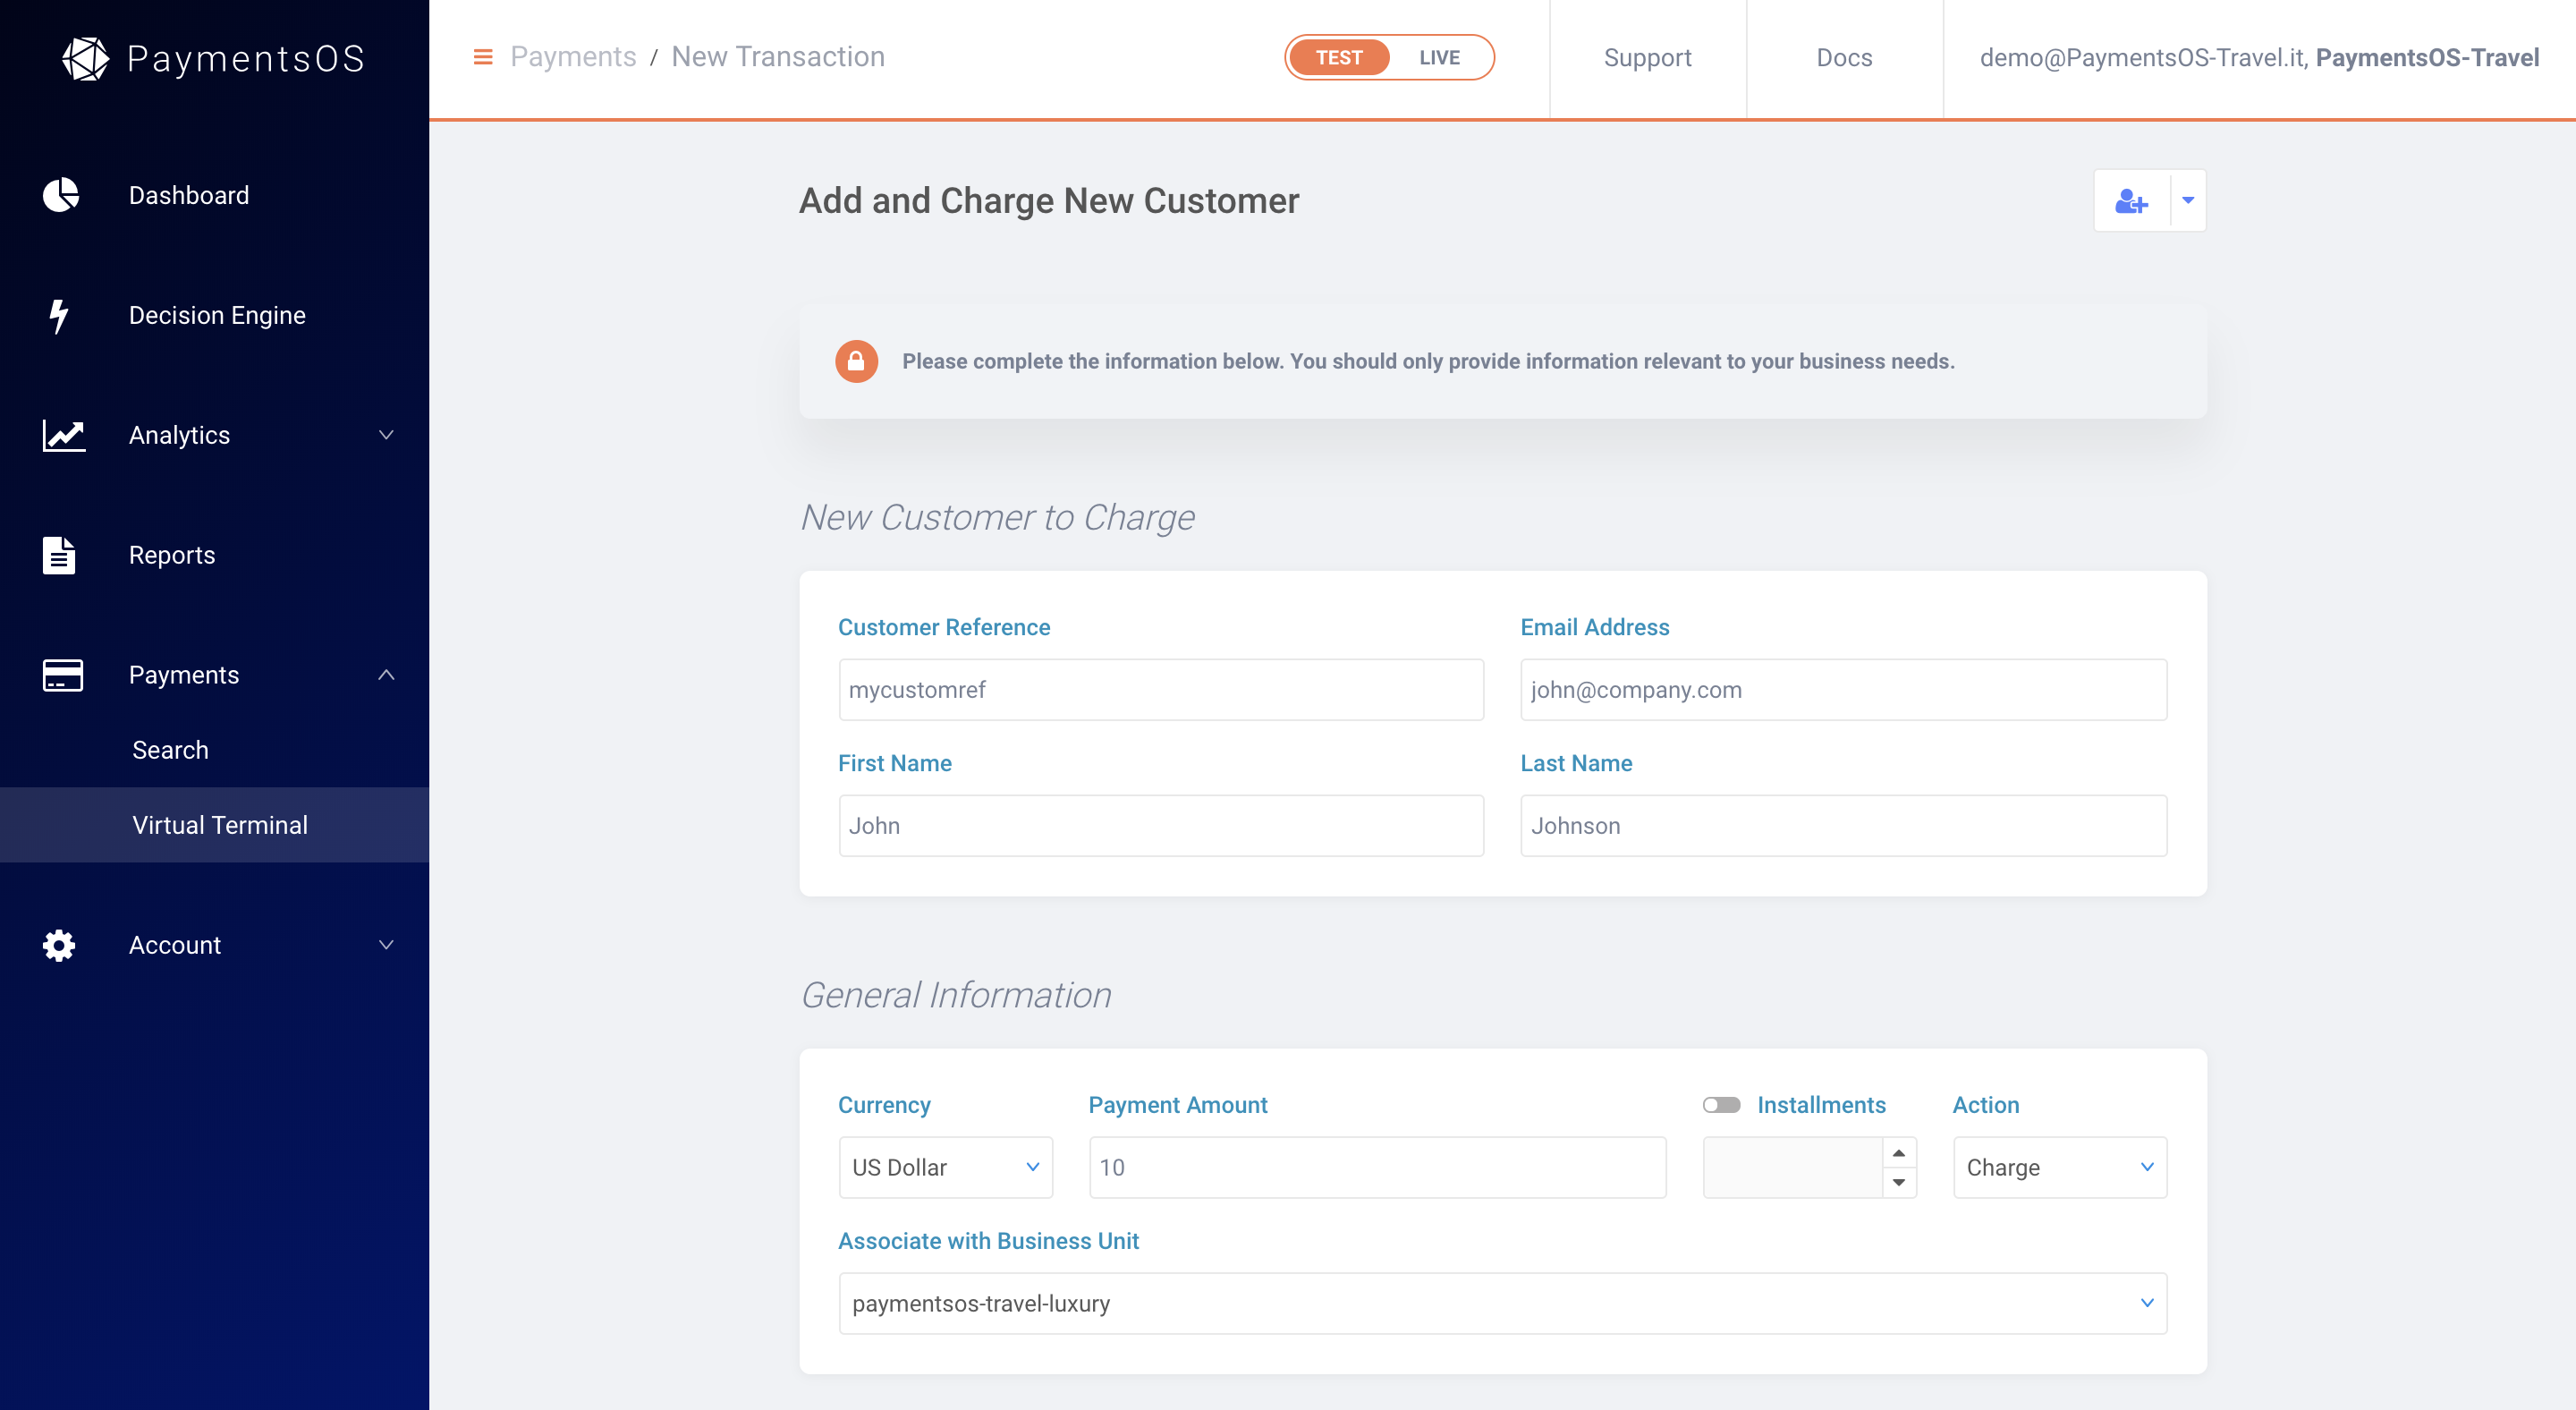 PaymentsOS
Dashboard
Decision Engine
Analytics
Reports
Payments
Search
Virtual Terminal
Account
Payments / New Transaction
TEST LIVE
Support
Docs
demo@PaymentsOS-Travel.it, PaymentsOS-Travel
Add and Charge New Customer
Please complete the information below. You should only provide information relevant to your business needs.
New Customer to Charge
Customer Reference
mycustomref
Email Address
john@company.com
First Name
John
Last Name
Johnson
General Information
Currency
US Dollar
Payment Amount
10
Installments
Action
Charge
Associate with Business Unit
paymentsos-travel-luxury